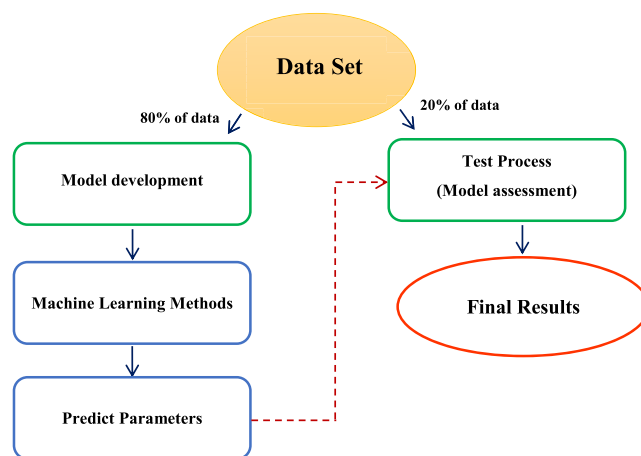 Data Set
80% of data
20% of data
Model development
Test Process
(Model assessment)
Machine Learning Methods
Final Results
Predict Parameters